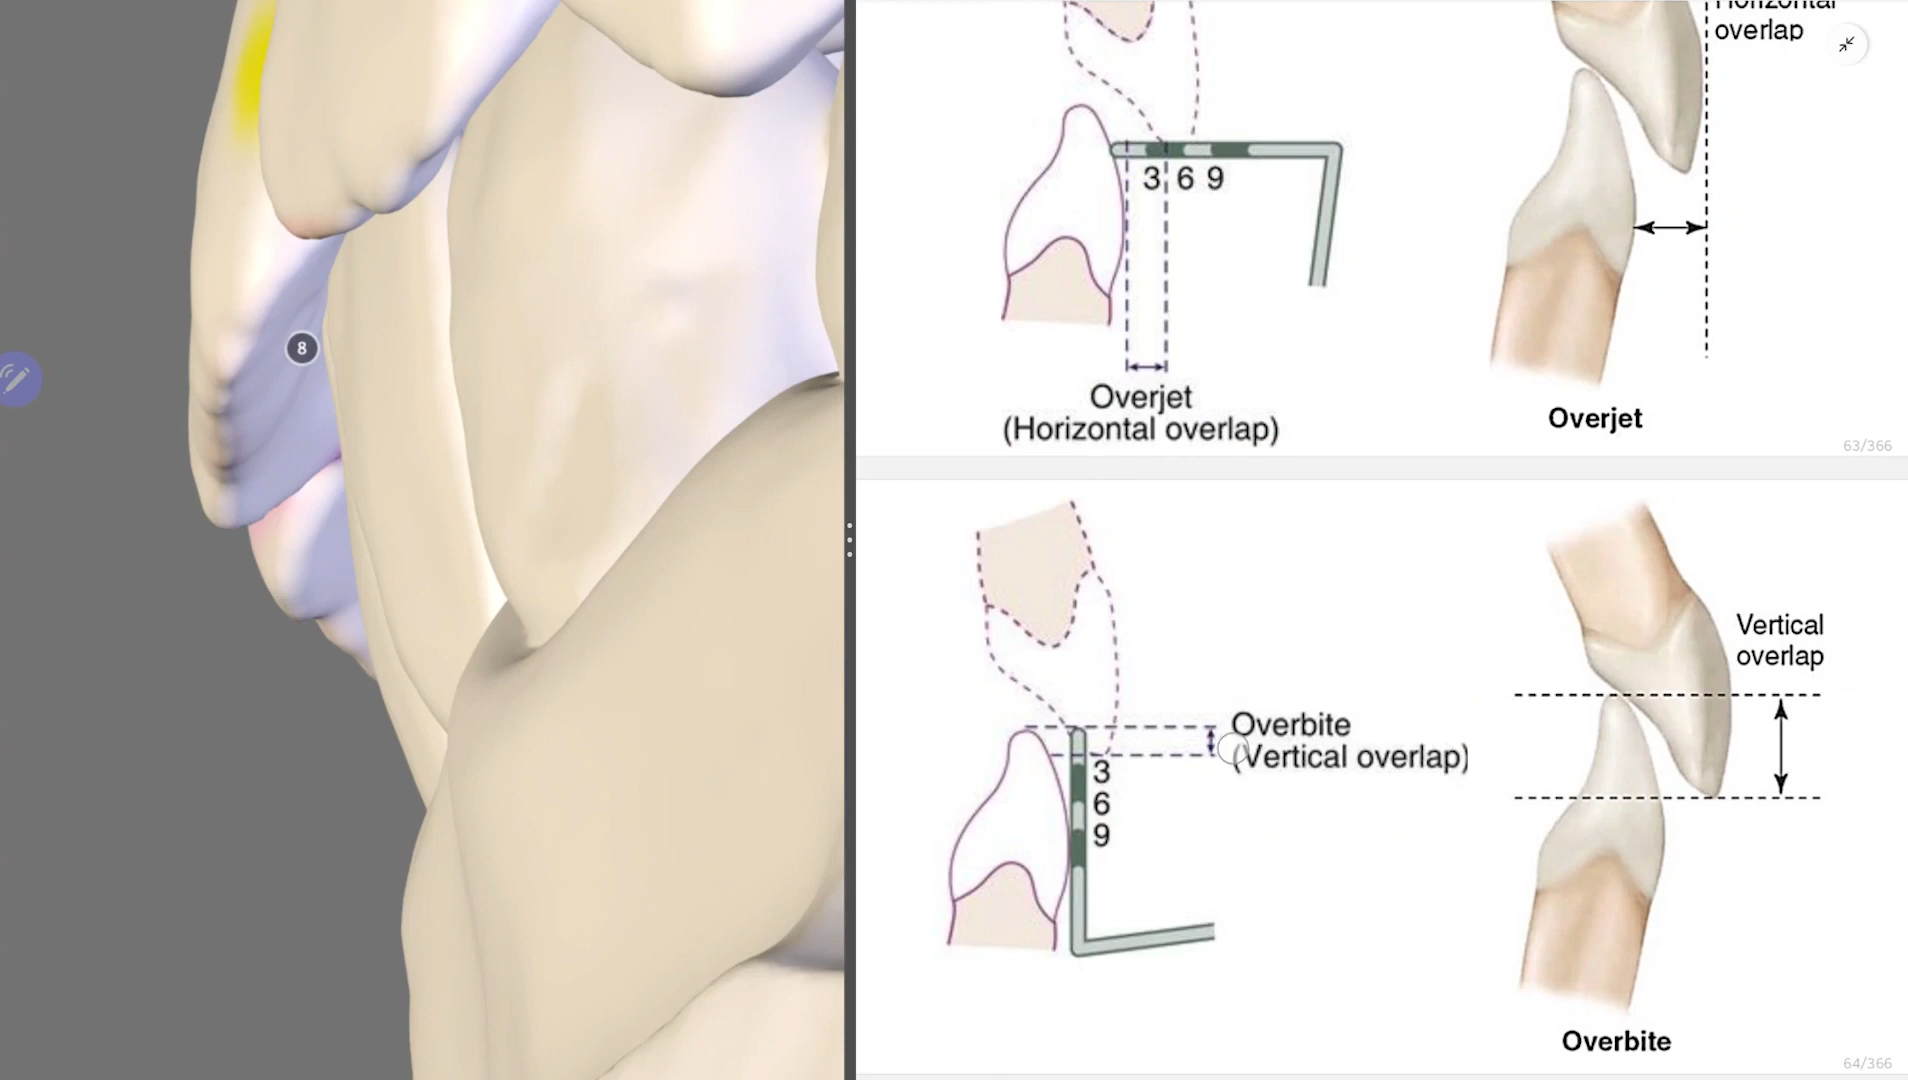 8
Horizontal
overlap
3 6 9
Overjet
(Horizontal overlap)
Overjet
63/366
Vertical
overlap
Overbite
(Vertical overlap)
3
6
9
Overbite
64/366